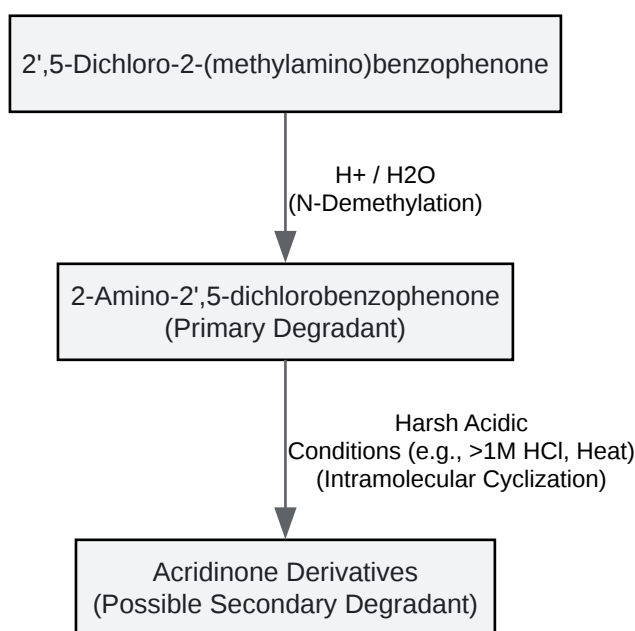 2',5-Dichloro-2-(methylamino)benzophenone
H+ / H2O
(N-Demethylation)
2-Amino-2',5-dichlorobenzophenone
(Primary Degradant)
Harsh Acidic
Conditions (e.g., >1M HCl, Heat)
(Intramolecular Cyclization)
Acridinone Derivatives
(Possible Secondary Degradant)